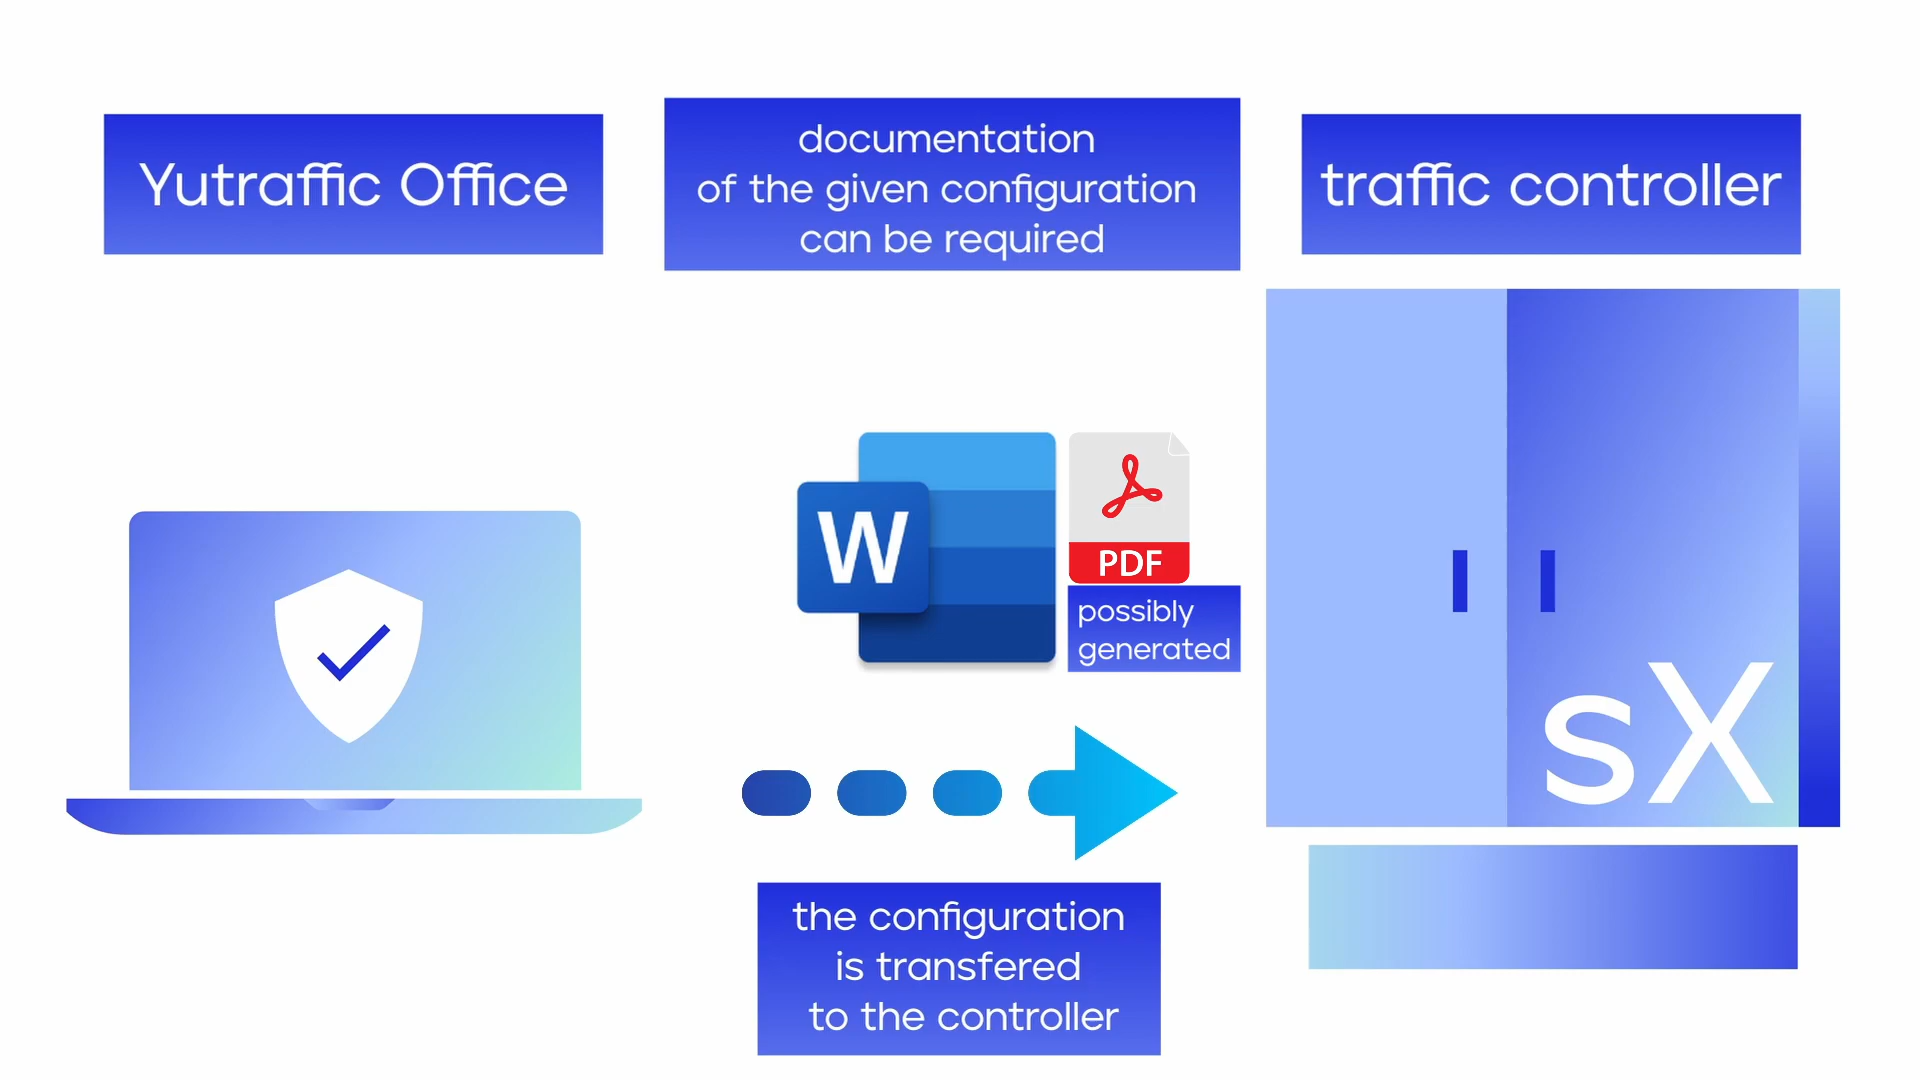 Yutraffic Office
documentation
of the given configuration
can be required
traffic controller
W
PDF
possibly
generated
sX
the configuration
is transfered
to the controller